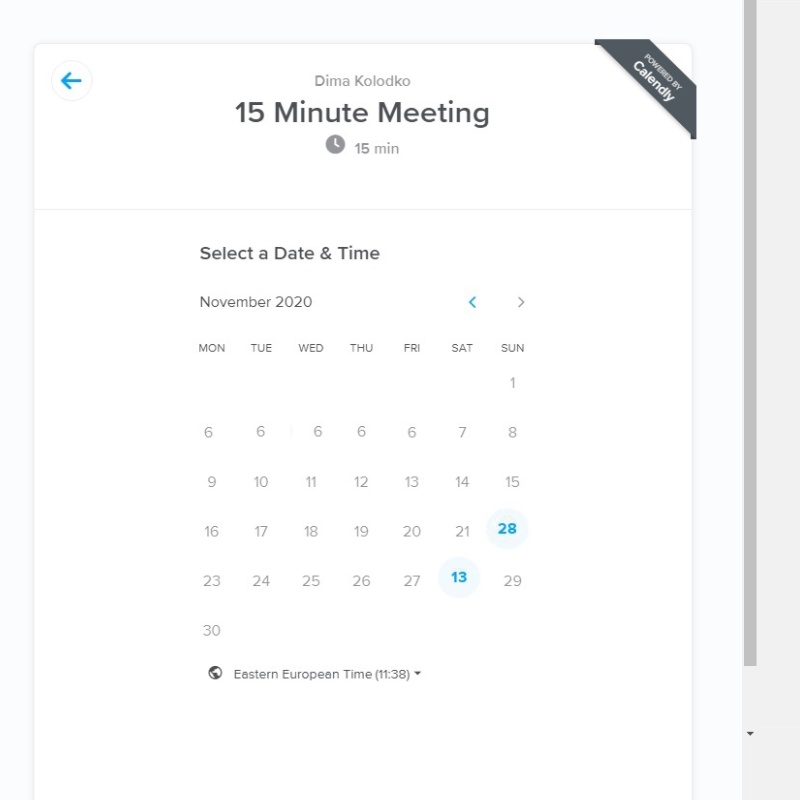 POWERED BY
Calendly
Dima Kolodko
15 Minute Meeting
15 min
Select a Date & Time
November 2020
MON TUE WED THU FRI SAT SUN
1
6 6 6 6 6 7 8
9 10 11 12 13 14 15
16 17 18 19 20 21 28
23 24 25 26 27 13 29
30
Eastern European Time (11:38)